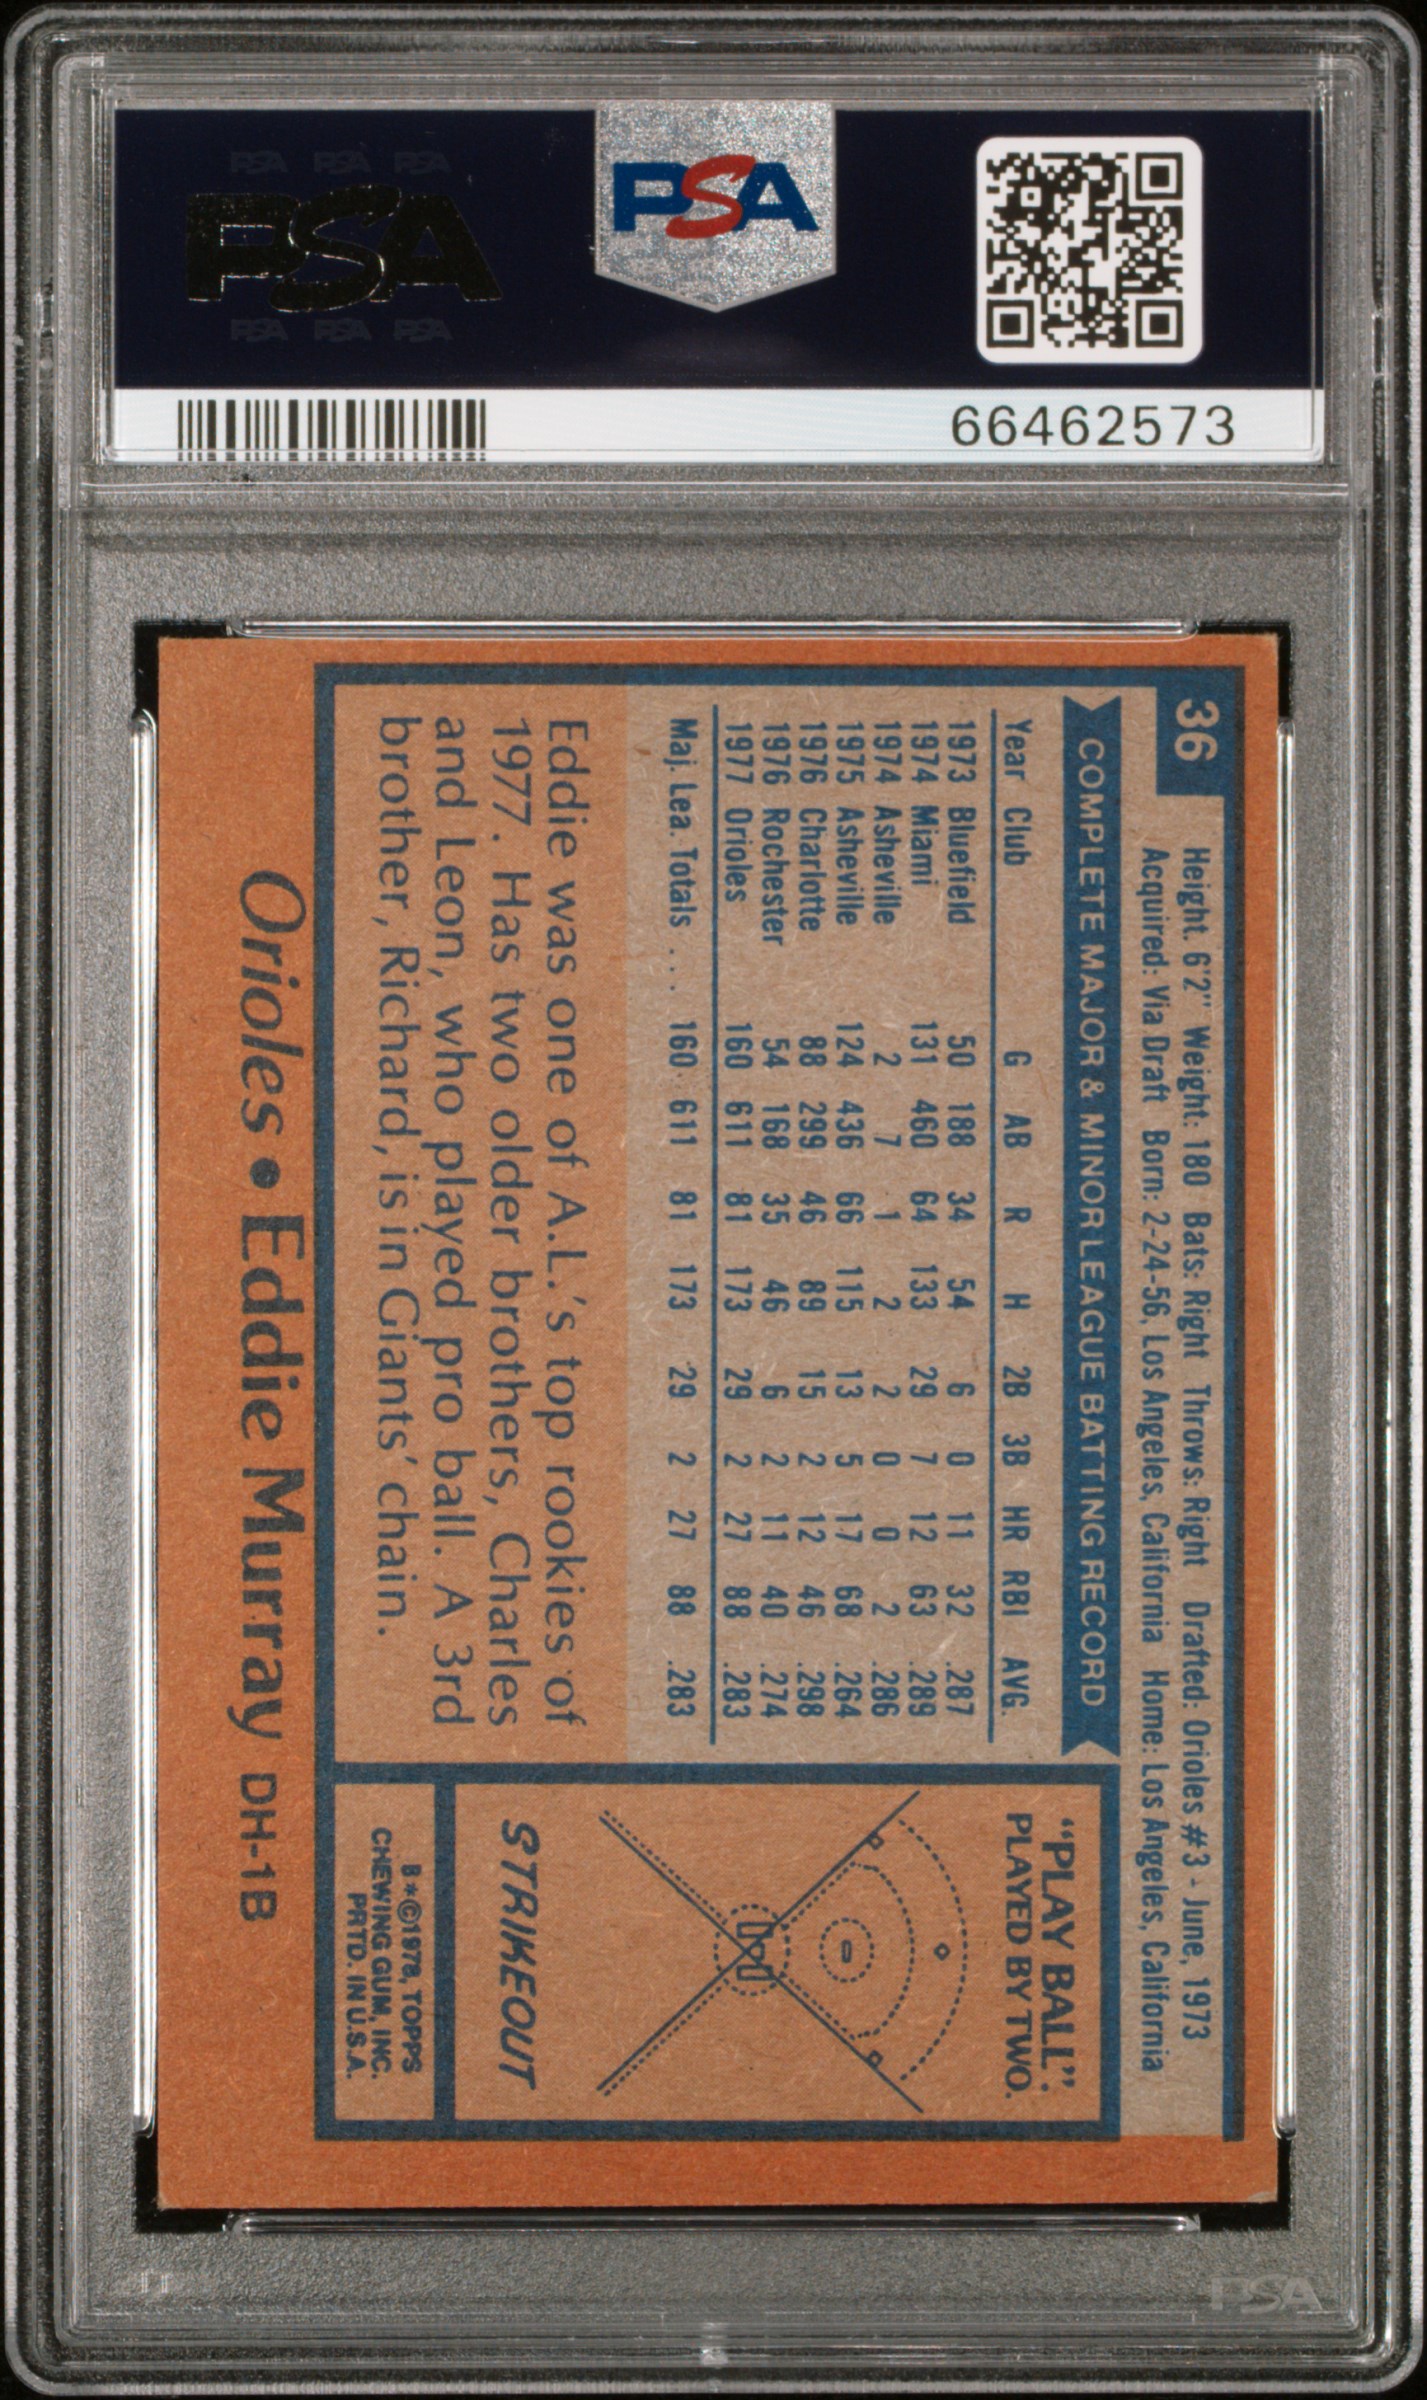 PSA PSA PSA
PSA
PSA PSA PSA
PSA
66462573
36
Height. 6'2" Weight: 180 Bats: Right Throws: Right Drafted: Orioles #3 - June, 1973
Acquired: Via Draft Born: 2-24-56, Los Angeles, California Home: Los Angeles, California
COMPLETE MAJOR & MINOR LEAGUE BATTING RECORD
Year Club G AB R H 2B 3B HR RBI AVG.
1973 Bluefield 50 188 34 54 6 0 11 32 .287
1974 Miami 131 460 64 133 29 7 12 63 .289
1974 Asheville 2 7 1 2 2 0 0 2 .286
1975 Asheville 124 436 66 115 13 5 17 68 .264
1976 Charlotte 88 299 46 89 15 2 12 46 .298
1976 Rochester 54 168 35 46 6 2 11 40 .274
1977 Orioles 160 611 81 173 29 2 27 88 .283
Maj. Lea. Totals ... 160 611 81 173 29 2 27 88 .283
Eddie was one of A.L.'s top rookies of
1977. Has two older brothers, Charles
and Leon, who played pro ball. A 3rd
brother, Richard, is in Giants' chain.
"PLAY BALL":
PLAYED BY TWO.
STRIKEOUT
B*©1978, TOPPS
CHEWING GUM, INC.
PRTD. IN U.S.A.
Orioles • Eddie Murray DH-1B
PSA